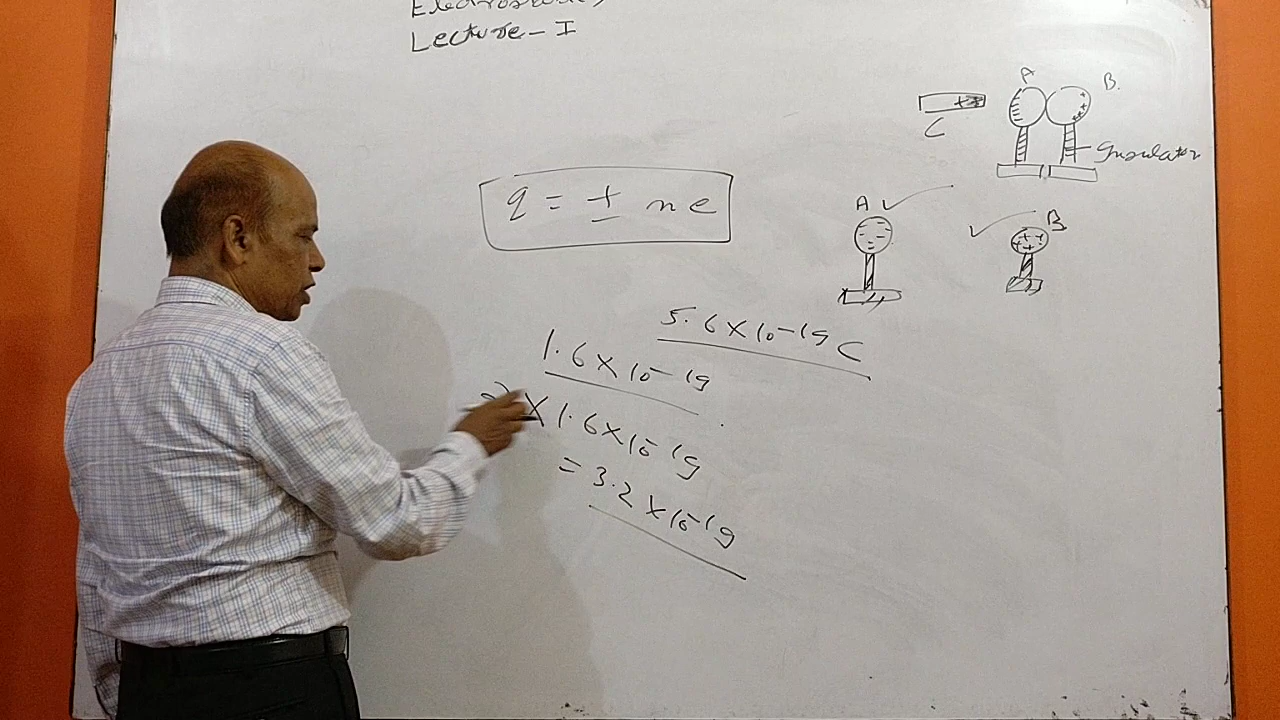 Electrostatics
Lecture - I
A
B.
C
Insulator
q = ± ne
A ✓
✓ B
5.6 × 10-19 C
1.6 × 10-19
2 × 1.6 × 10-19
= 3.2 × 10-19